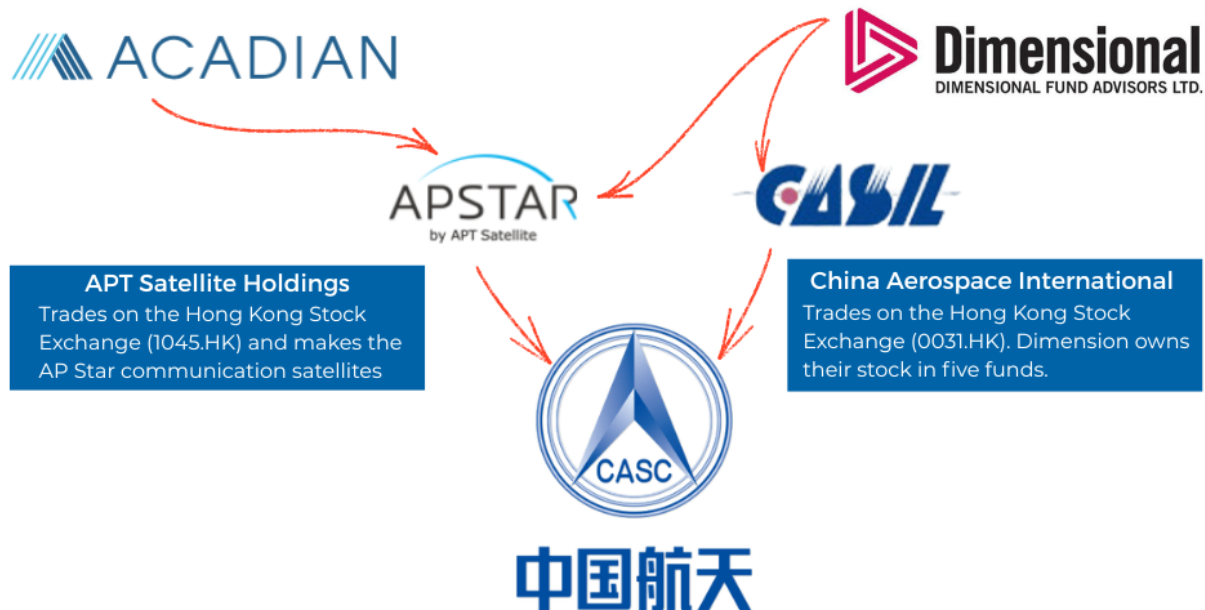 ACADIAN
Dimensional
DIMENSIONAL FUND ADVISORS LTD.
APSTAR
by APT Satellite
CASIL
APT Satellite Holdings
Trades on the Hong Kong Stock
Exchange (1045.HK) and makes the
AP Star communication satellites
China Aerospace International
Trades on the Hong Kong Stock
Exchange (0031.HK). Dimension owns
their stock in five funds.
CASC
中国航天